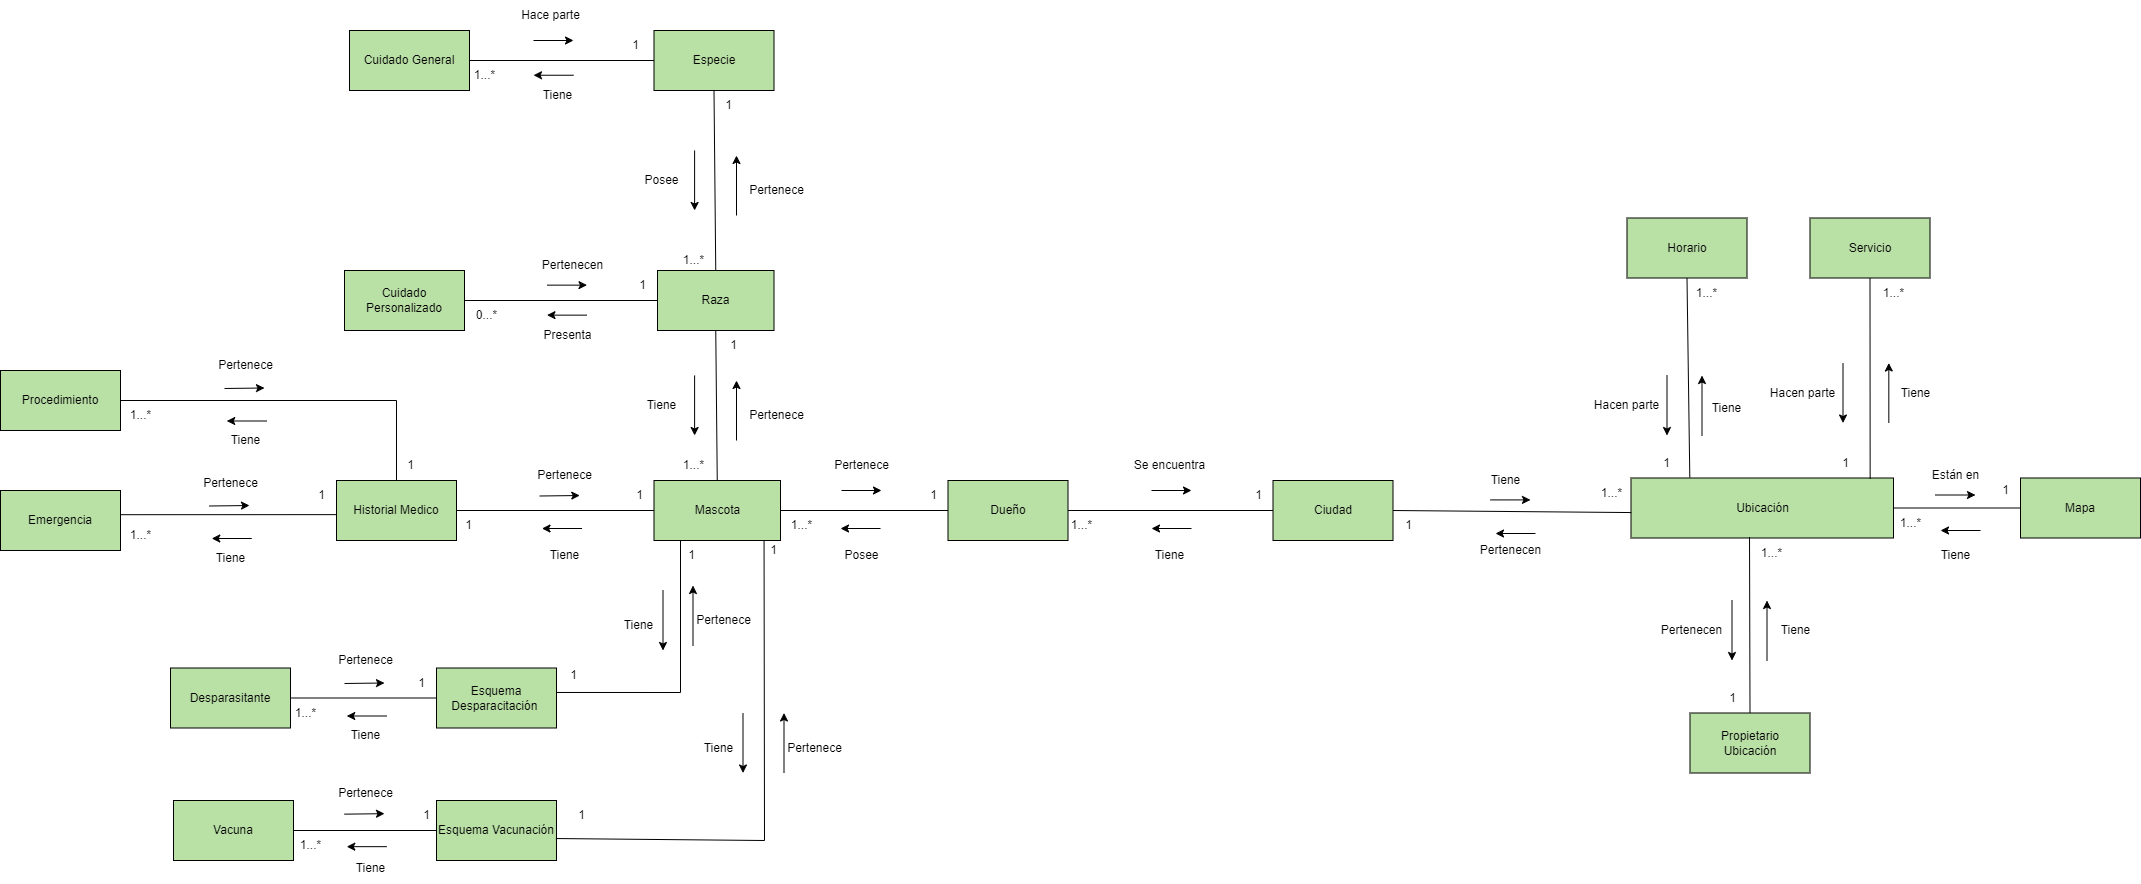 Hace parte
Cuidado General
1
Especie
1...*
Tiene
1
Posee
Pertenece
1...*
Pertenecen
Cuidado
Personalizado
1
Raza
0...*
Presenta
1
Tiene
Pertenece
1...*
Horario
1...*
Servicio
1...*
Hacen parte
Tiene
Hacen parte
Tiene
1
1
Pertenece
Procedimiento
1...*
Tiene
1
Pertenece
Emergencia
1...*
Tiene
1
Historial Medico
1
Pertenece
Tiene
1
Mascota
1...*
Pertenece
Posee
1
Dueño
1...*
Se encuentra
Tiene
1
Ciudad
1
Tiene
Pertenecen
1...*
Ubicación
1...*
Están en
Tiene
1
Mapa
1...*
Pertenecen
Tiene
1
Propietario
Ubicación
1
1
Tiene
Pertenece
Pertenece
Desparasitante
1...*
Tiene
1
Esquema
Desparacitación
1
Tiene
Pertenece
Pertenece
Vacuna
1...*
Tiene
1
Esquema Vacunación
1